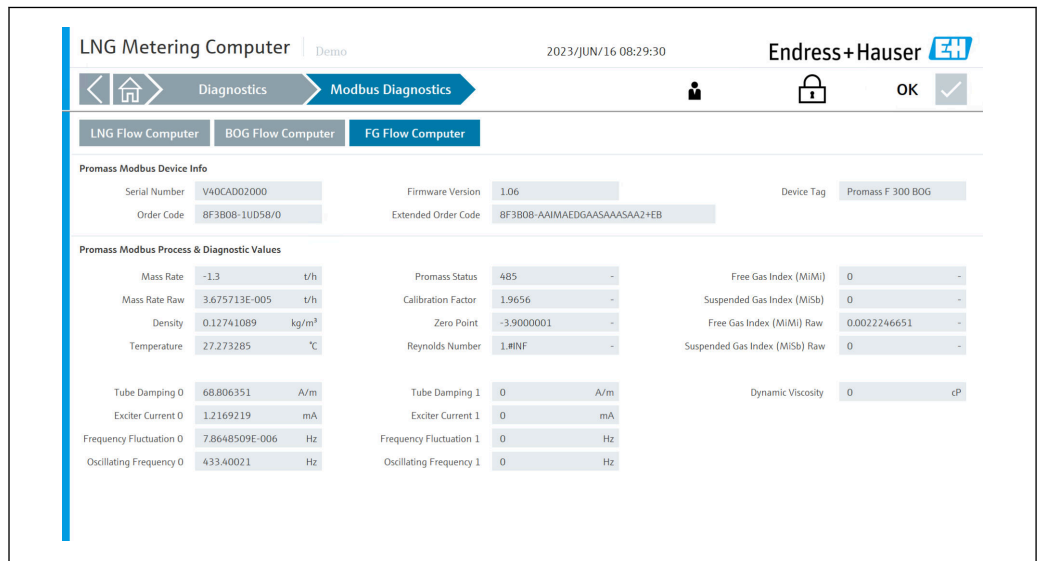 LNG Metering Computer Demo 2023/JUN/16 08:29:30 Endress+Hauser EH
Diagnostics Modbus Diagnostics OK
LNG Flow Computer BOG Flow Computer FG Flow Computer
Promass Modbus Device Info
Serial Number V40CAD02000 Firmware Version 1.06 Device Tag Promass F 300 BOG
Order Code 8F3B08-1UD58/0 Extended Order Code 8F3B08-AAIMAEDGAASAAASAA2+EB
Promass Modbus Process & Diagnostic Values
Mass Rate -1.3 t/h Promass Status 485 - Free Gas Index (MiMi) 0 -
Mass Rate Raw 3.675713E-005 t/h Calibration Factor 1.9656 - Suspended Gas Index (MiSb) 0 -
Density 0.12741089 kg/m³ Zero Point -3.9000001 - Free Gas Index (MiMi) Raw 0.0022246651 -
Temperature 27.273285 °C Reynolds Number 1.#INF - Suspended Gas Index (MiSB) Raw 0 -
Tube Damping 0 68.806351 A/m Tube Damping 1 0 A/m Dynamic Viscosity 0 cP
Exciter Current 0 1.2169219 mA Exciter Current 1 0 mA
Frequency Fluctuation 0 7.8648509E-006 Hz Frequency Fluctuation 1 0 Hz
Oscillating Frequency 0 433.40021 Hz Oscillating Frequency 1 0 Hz